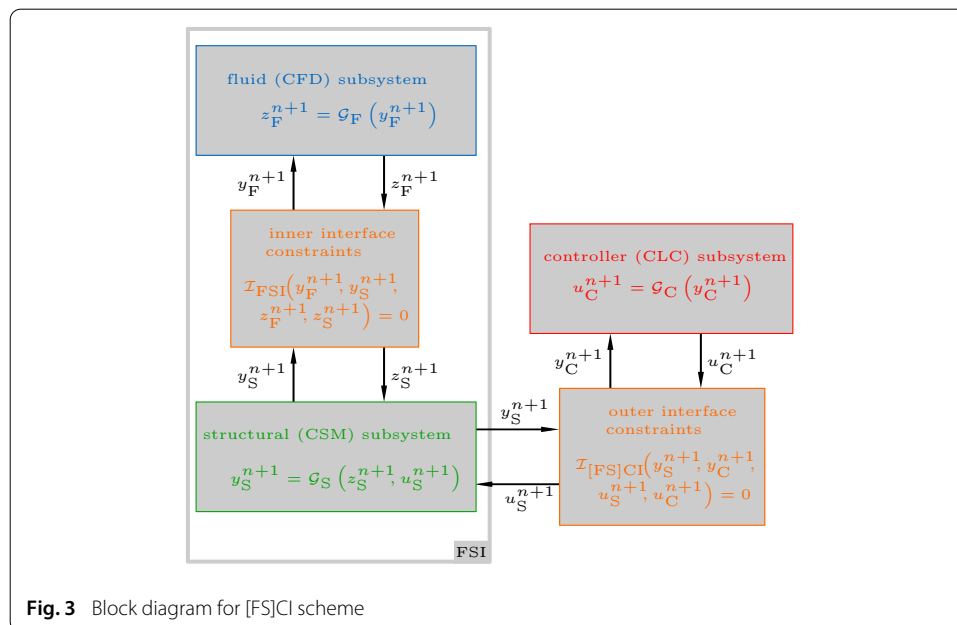 fluid (CFD) subsystem
z_F^{n+1} = 𝒢_F (y_F^{n+1})
y_F^{n+1}
z_F^{n+1}
inner interface
constraints
ℐ_FSI(y_F^{n+1}, y_S^{n+1},
z_F^{n+1}, z_S^{n+1}) = 0
y_S^{n+1}
z_S^{n+1}
structural (CSM) subsystem
y_S^{n+1} = 𝒢_S (z_S^{n+1}, u_S^{n+1})
FSI
y_S^{n+1}
u_S^{n+1}
controller (CLC) subsystem
u_C^{n+1} = 𝒢_C (y_C^{n+1})
y_C^{n+1}
u_C^{n+1}
outer interface
constraints
ℐ_[FS]CI(y_S^{n+1}, y_C^{n+1},
u_S^{n+1}, u_C^{n+1}) = 0
Fig. 3 Block diagram for [FS]CI scheme